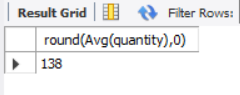 Result Grid Filter Rows:
round(Avg(quantity),0)
138